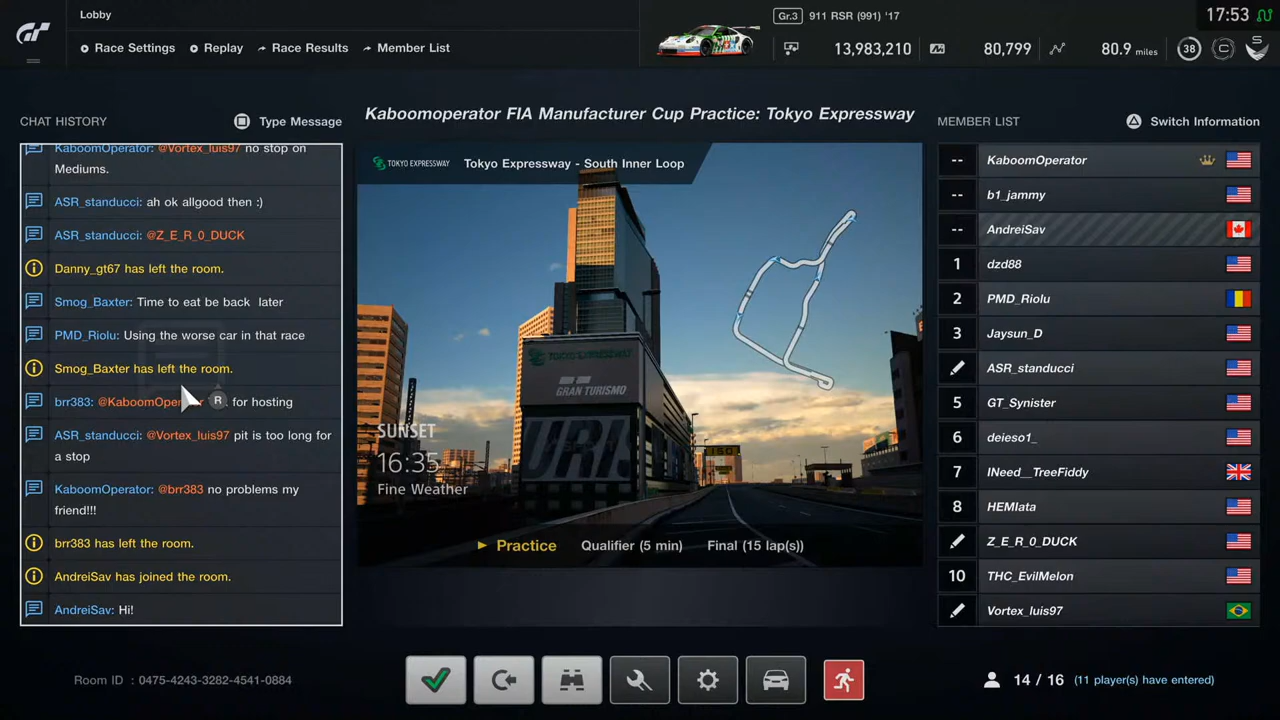 Lobby
Race Settings
Replay
Race Results
Member List
Gr.3
911 RSR (991) '17
13,983,210
80,799
80.9 miles
17:53
38
C
S
CHAT HISTORY
Type Message
KaboomOperator: @Vortex_luis97 no stop on
Mediums.
ASR_standucci: ah ok allgood then :)
ASR_standucci: @Z_E_R_0_DUCK
Danny_gt67 has left the room.
Smog_Baxter: Time to eat be back later
PMD_Riolu: Using the worse car in that race
Smog_Baxter has left the room.
brr383: for hosting
R
ASR_standucci: @Vortex_luis97 pit is too long for
a stop
KaboomOperator: @brr383 no problems my
friend!!!
brr383 has left the room.
AndreiSav has joined the room.
AndreiSav: Hi!
Kaboomoperator FIA Manufacturer Cup Practice: Tokyo Expressway
TOKYO EXPRESSWAY
Tokyo Expressway - South Inner Loop
TOKYO EXPRESSWAY
GRAN TURISMO
SUNSET
16:35
Fine Weather
Practice
Qualifier (5 min)
Final (15 lap(s))
MEMBER LIST
Switch Information
-- KaboomOperator
-- b1_jammy
-- AndreiSav
1 dzd88
2 PMD_Riolu
3 Jaysun_D
ASR_standucci
5 GT_Synister
6 deieso1_
7 INeed__TreeFiddy
8 HEMIata
Z_E_R_0_DUCK
10 THC_EvilMelon
Vortex_luis97
Room ID : 0475-4243-3282-4541-0884
14 / 16 (11 player(s) have entered)